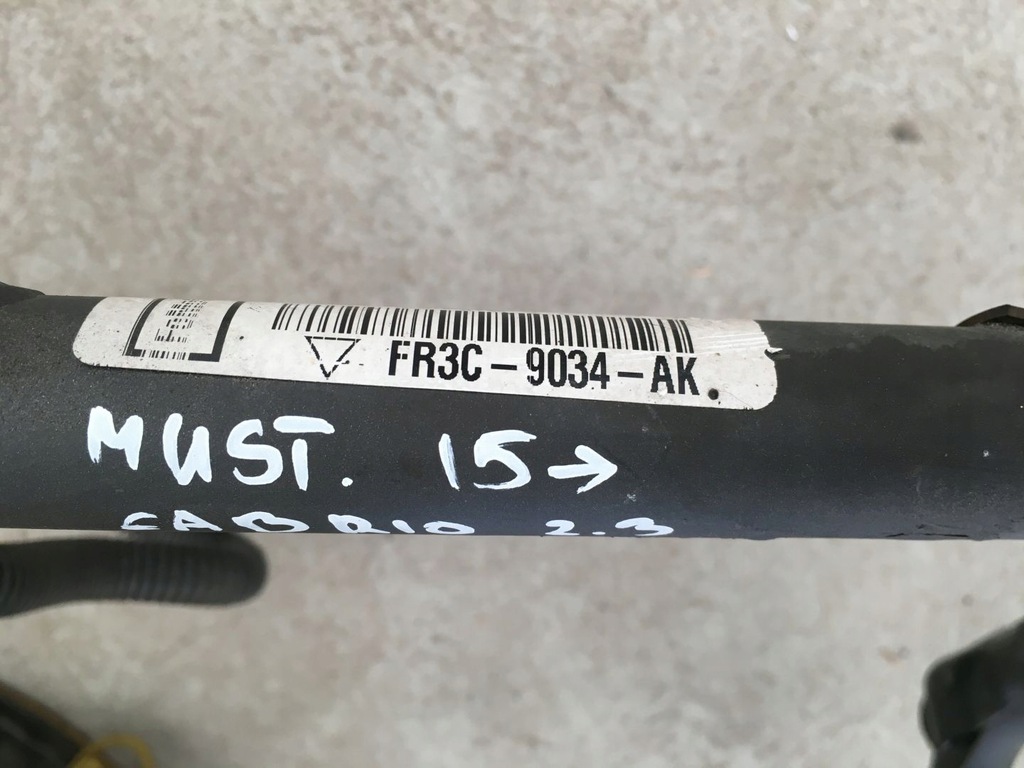 FR3C-9034-AK
MUST. 15→
CABRIO 2.3